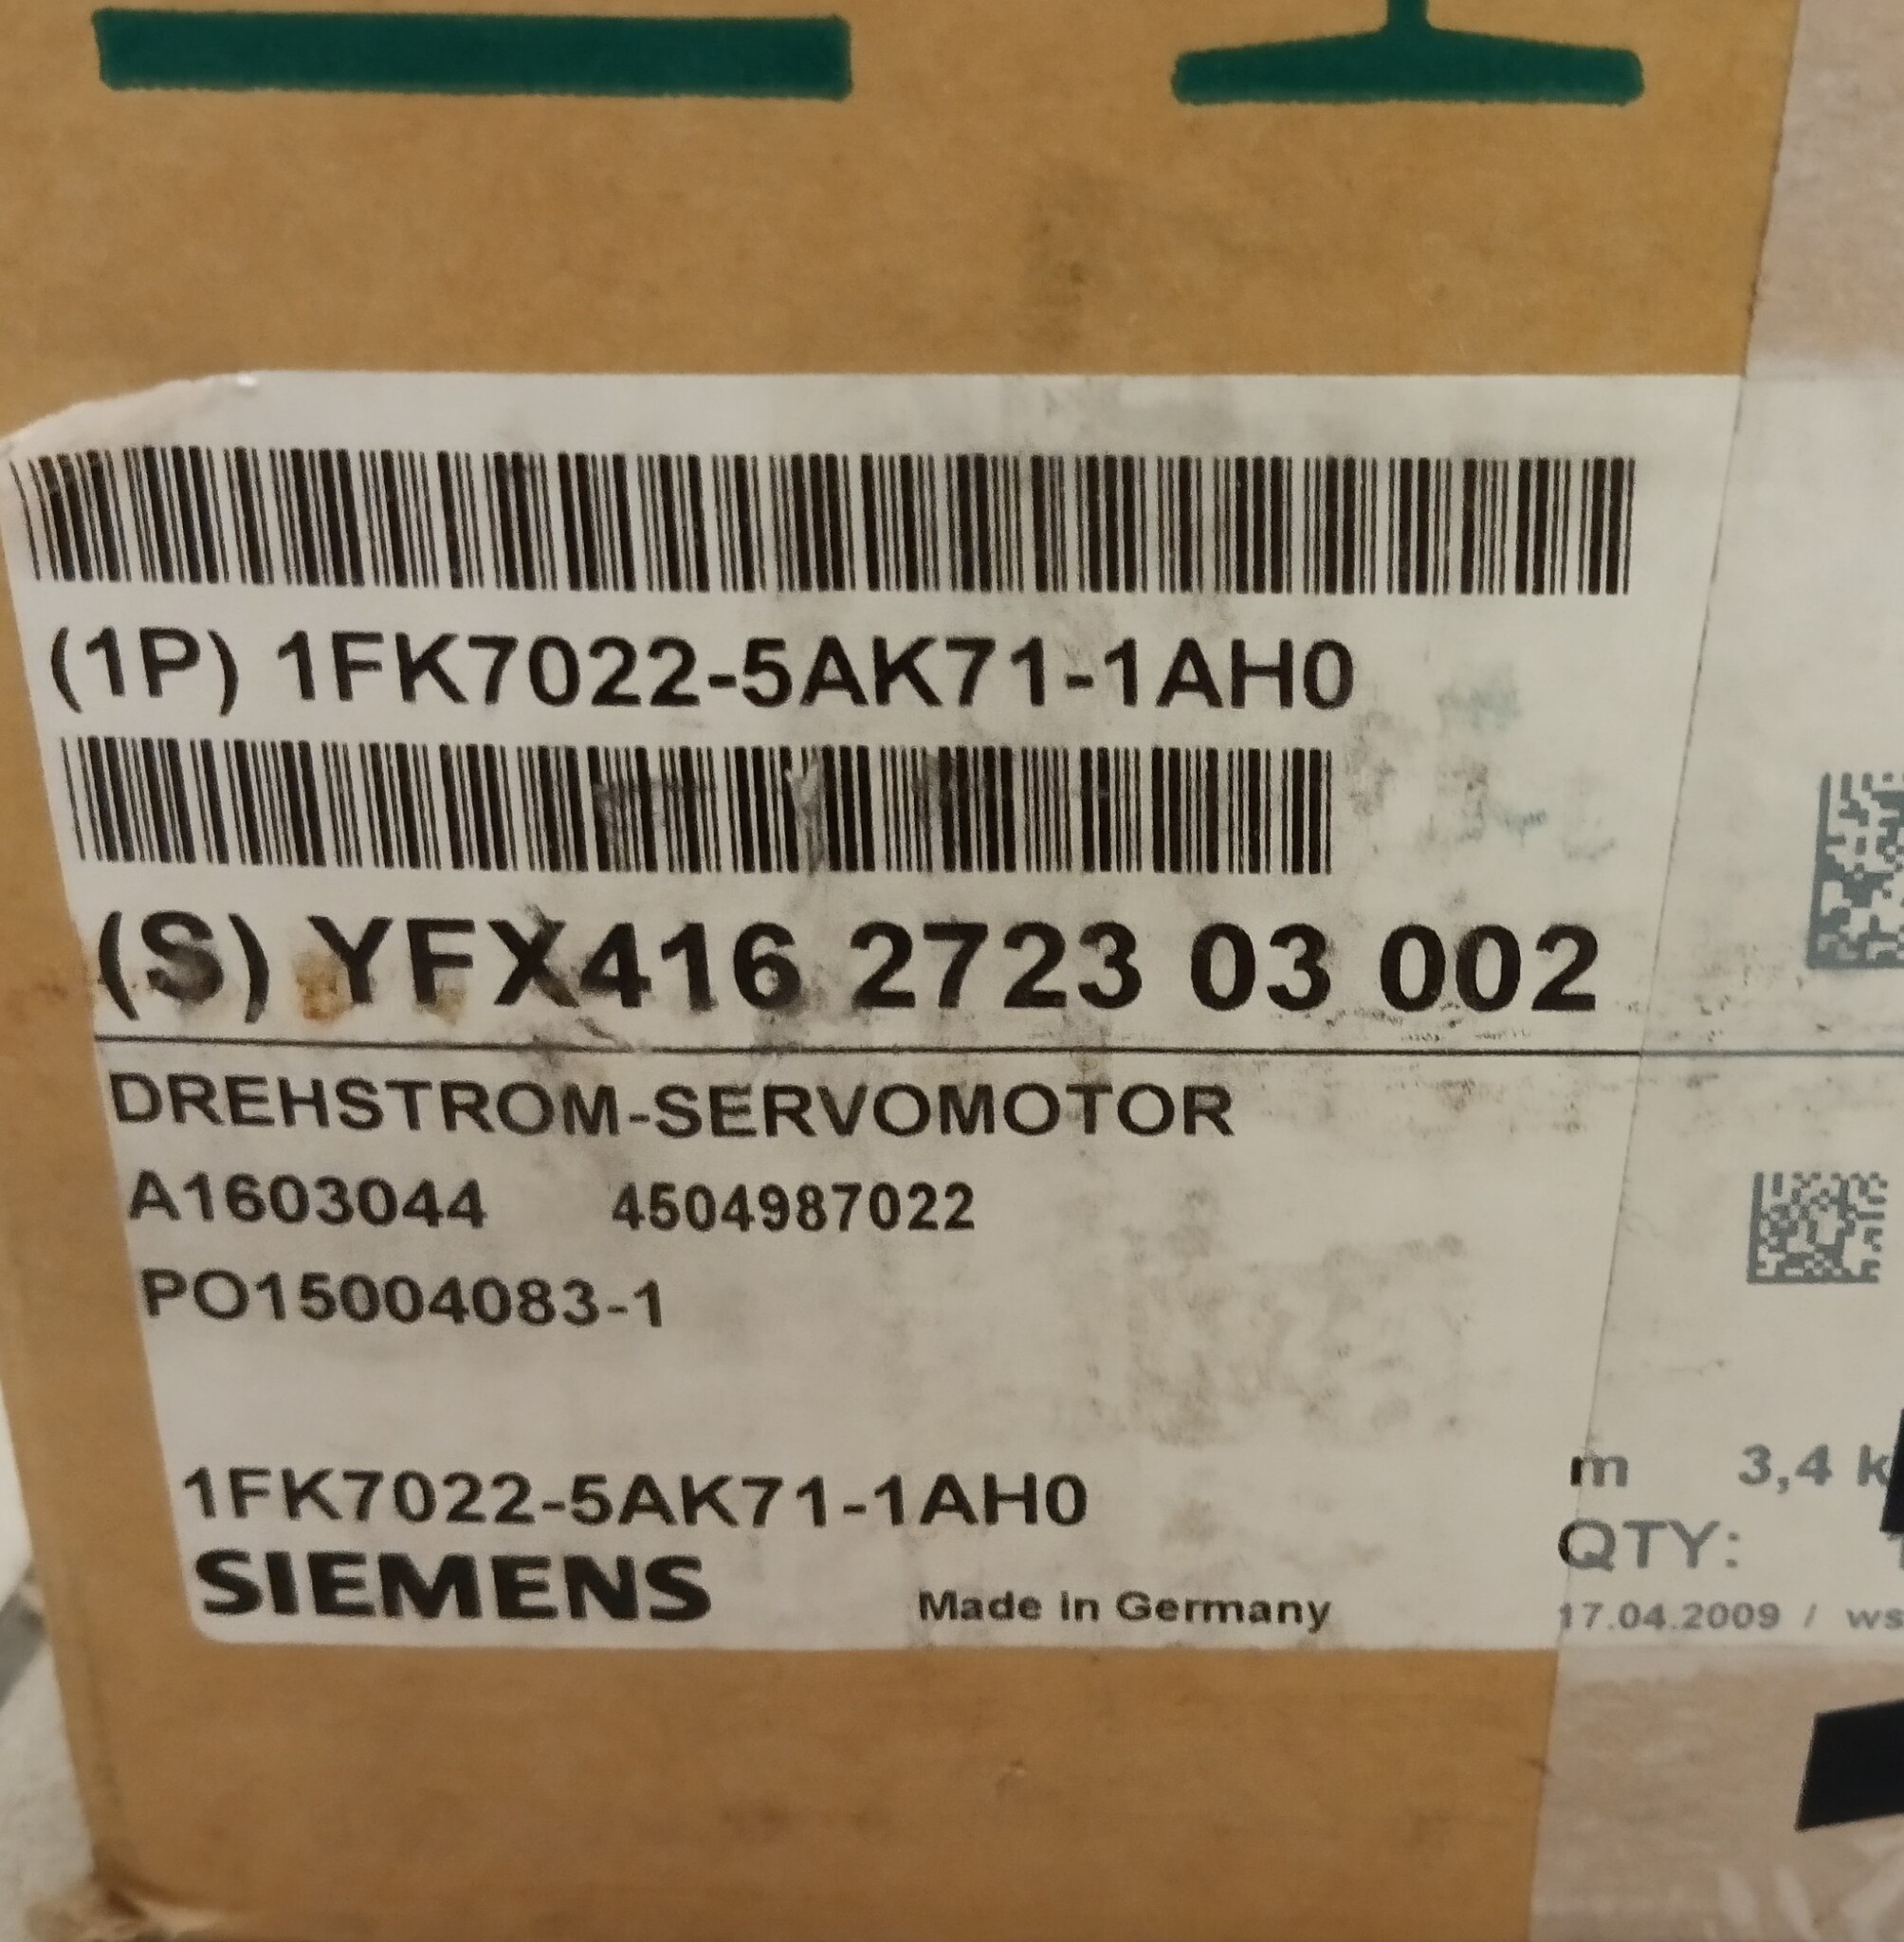 (1P) 1FK7022-5AK71-1AH0
(S) YFX416 2723 03 002
DREHSTROM-SERVOMOTOR
A1603044 4504987022
PO15004083-1
1FK7022-5AK71-1AH0
m 3,4
SIEMENS
QTY:
Made in Germany
17.04.2009 / ws